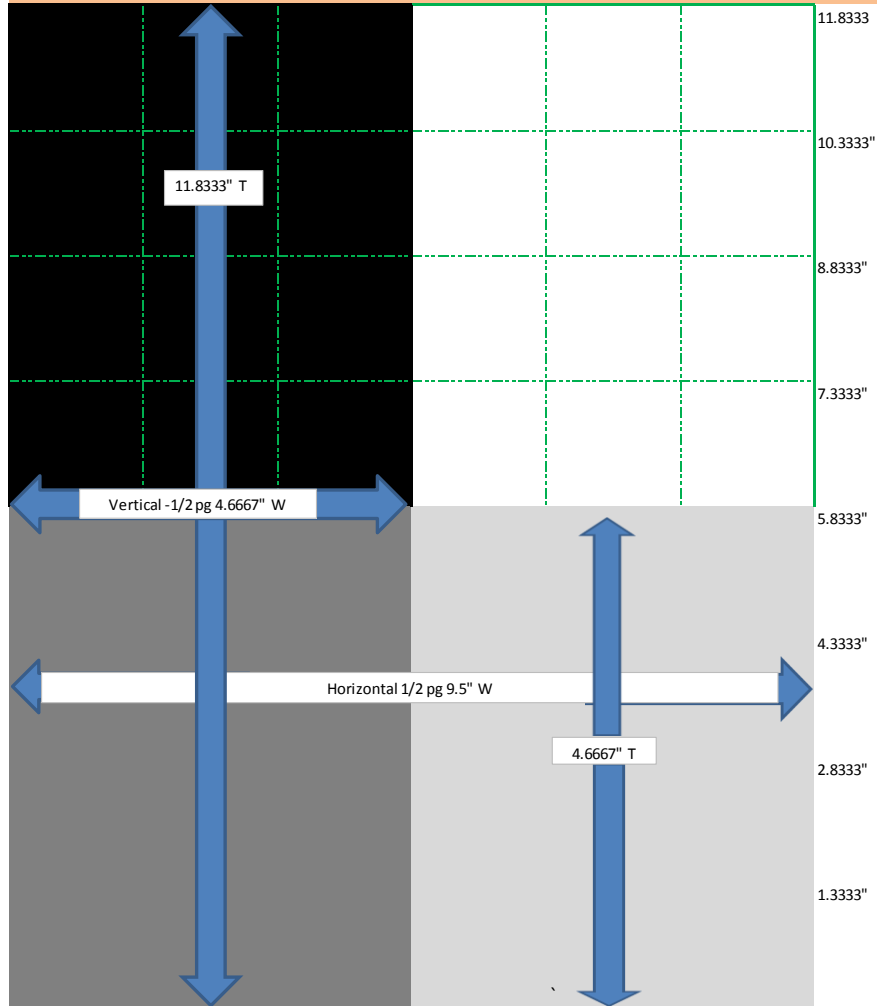 11.8333
10.3333"
11.8333" T
8.8333"
7.3333"
Vertical -1/2 pg 4.6667" W
5.8333"
4.3333"
Horizontal 1/2 pg 9.5" W
4.6667" T
2.8333"
1.3333"
`